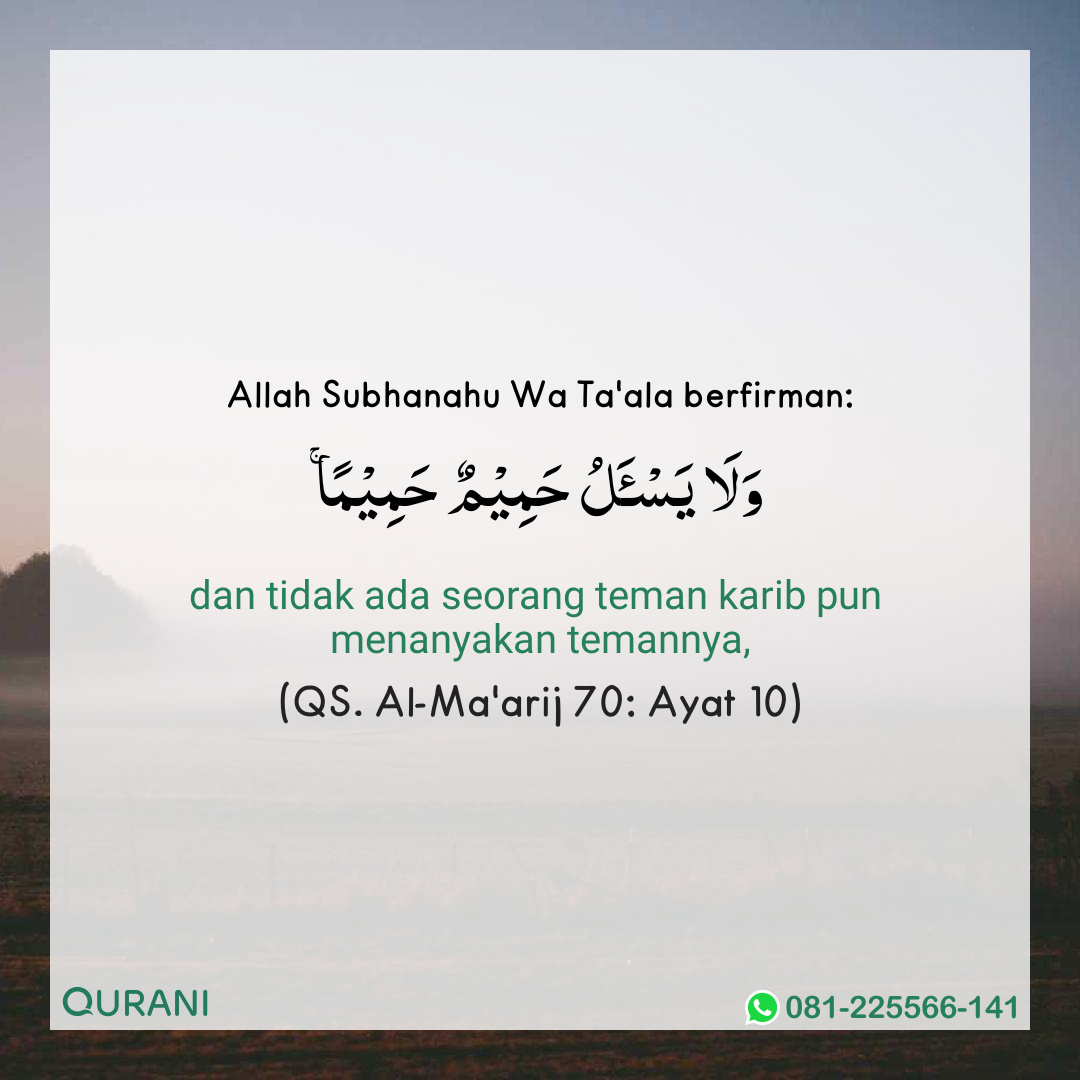 Allah Subhanahu Wa Ta'ala berfirman:
وَلَا يَسْـَٔلُ حَمِيْمٌ حَمِيْمًاۚ
dan tidak ada seorang teman karib pun
menanyakan temannya,
(QS. Al-Ma'arij 70: Ayat 10)
QURANI
081-225566-141